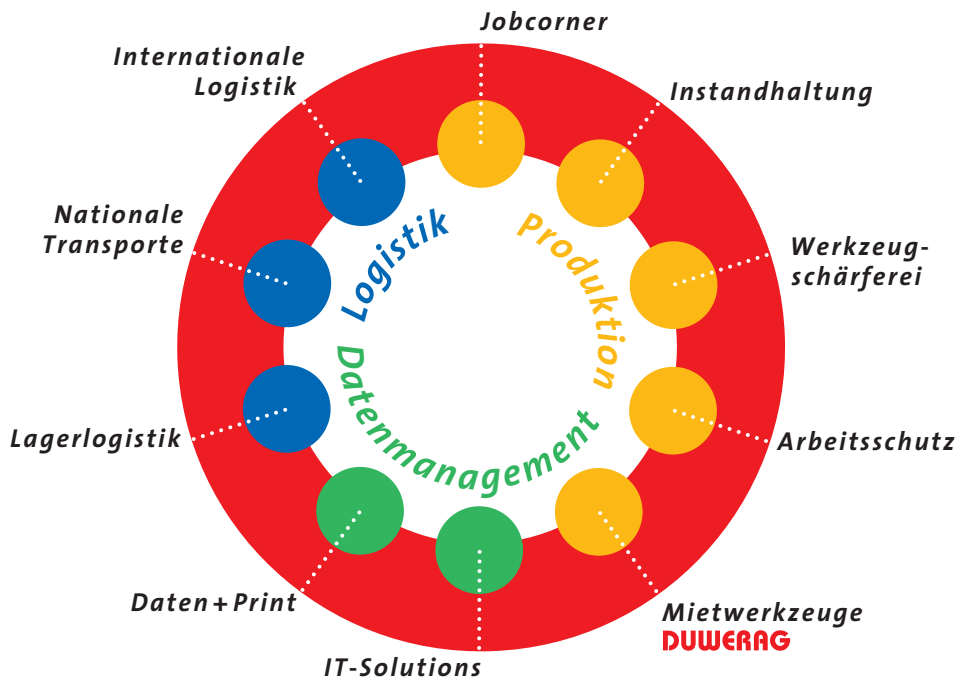 Jobcorner
Internationale
Logistik
Instandhaltung
Nationale
Transporte
Werkzeug-
schärferei
Logistik
Produktion
Datenmanagement
Lagerlogistik
Arbeitsschutz
Daten+Print
Mietwerkzeuge
DUWERAG
IT-Solutions